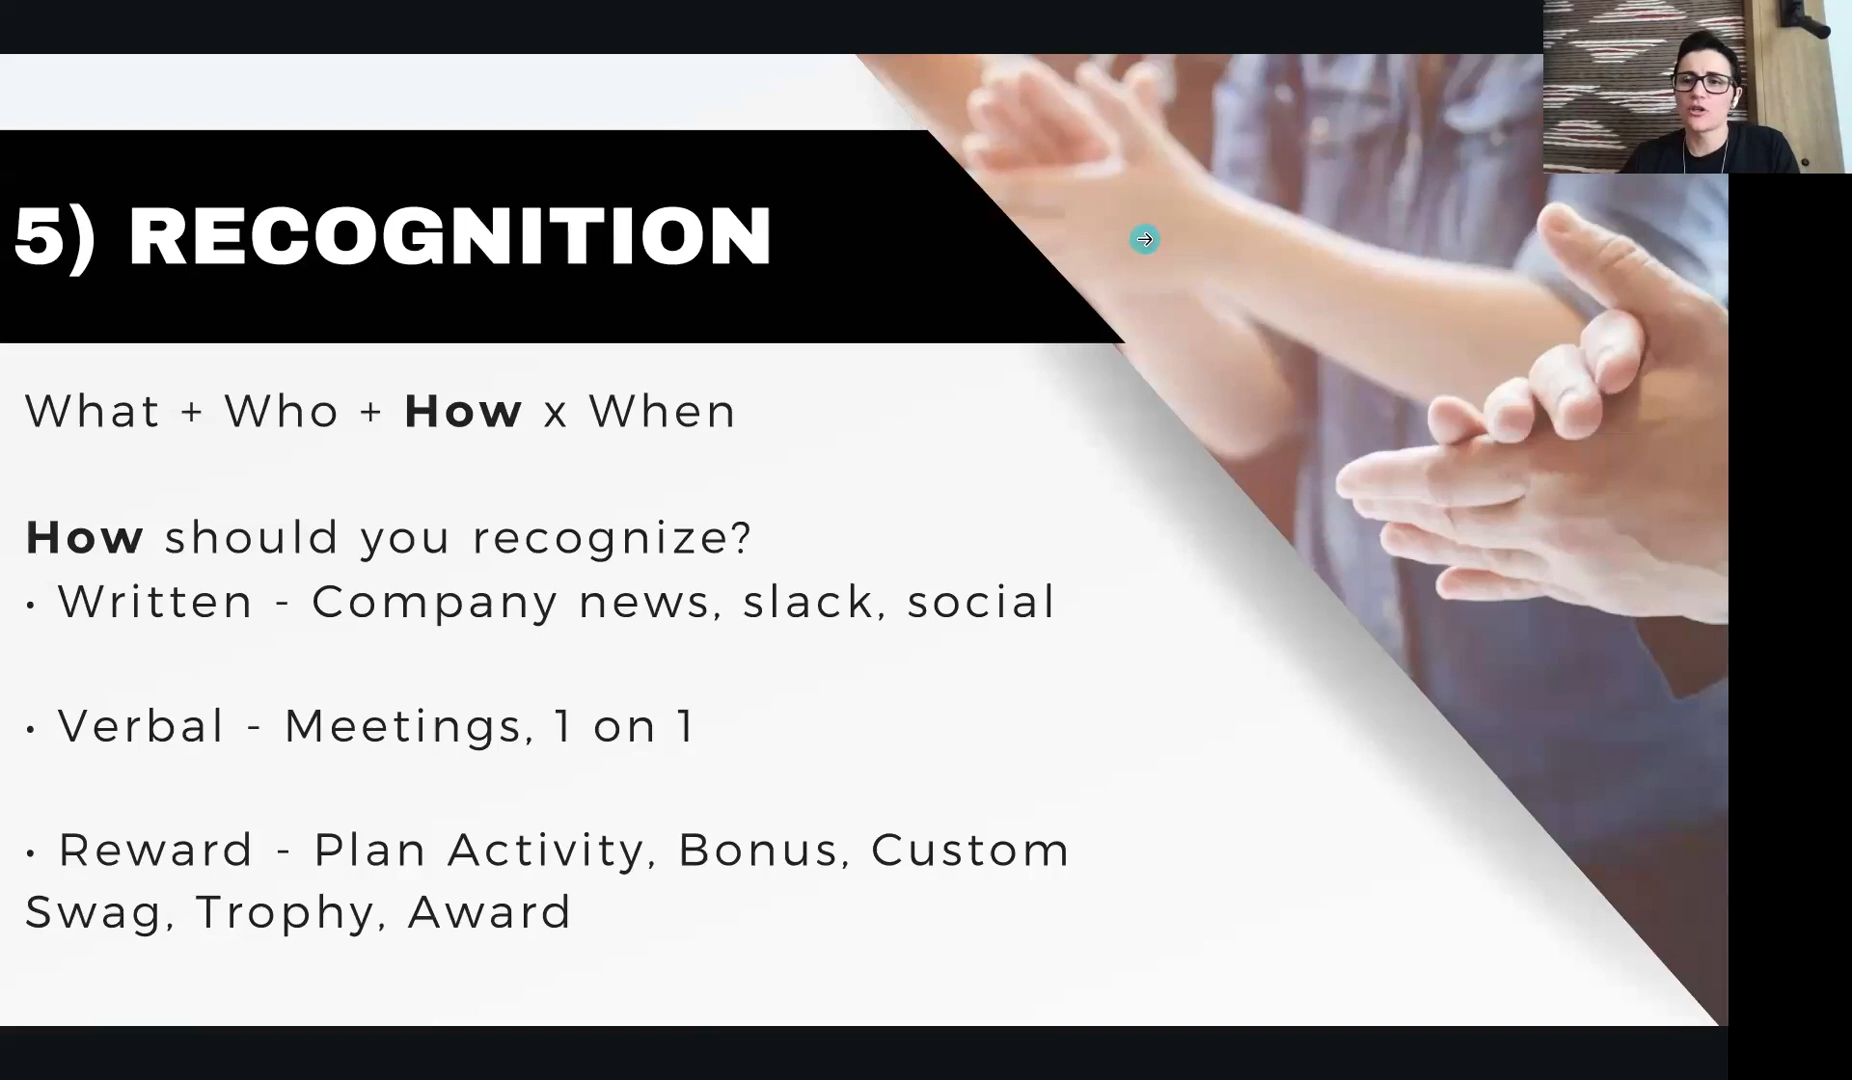 5) RECOGNITION
What + Who + How x When
How should you recognize?
• Written - Company news, slack, social
• Verbal - Meetings, 1 on 1
• Reward - Plan Activity, Bonus, Custom
Swag, Trophy, Award